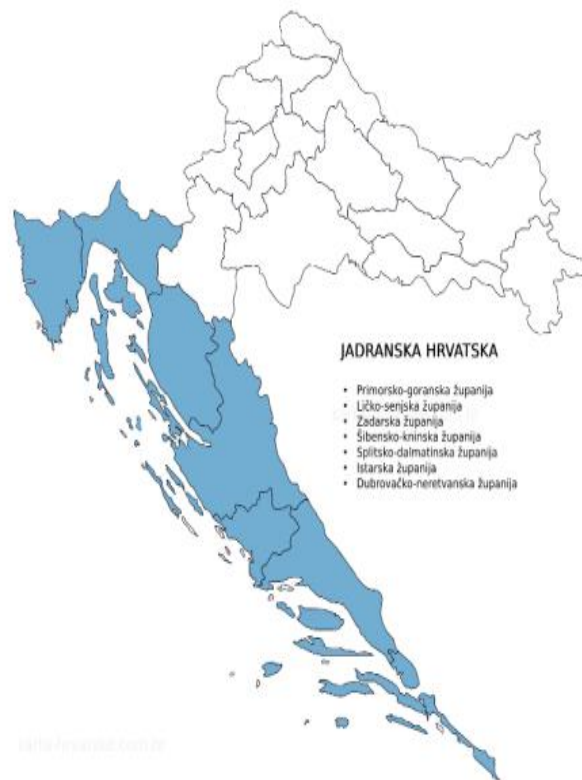 JADRANSKA HRVATSKA
• Primorsko-goranska županija
• Ličko-senjska županija
• Zadarska županija
• Šibensko-kninska županija
• Splitsko-dalmatinska županija
• Istarska županija
• Dubrovačko-neretvanska županija